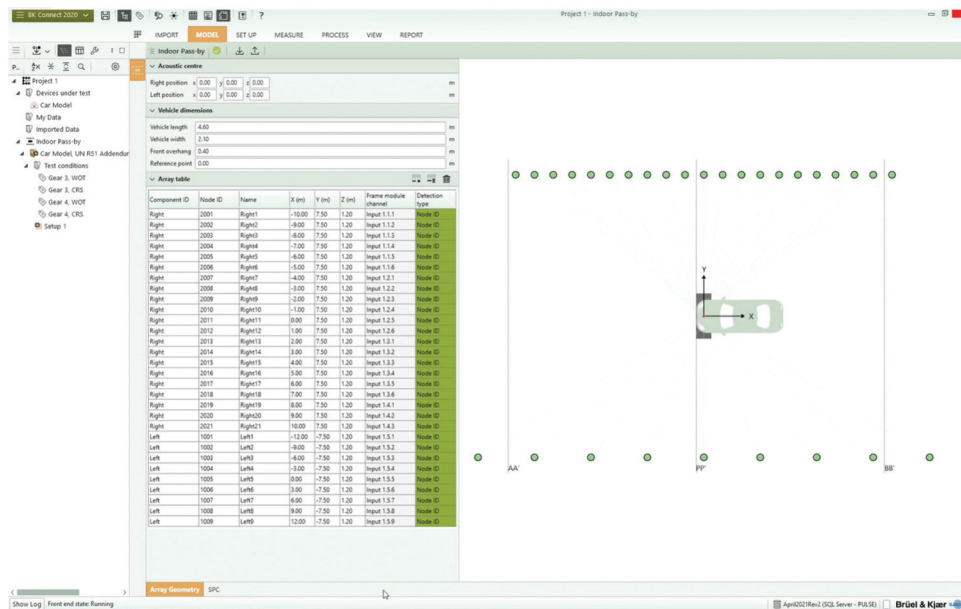 BK Connect 2020
?
Project 1 - Indoor Pass-by
IMPORT MODEL SET UP MEASURE PROCESS VIEW REPORT
Indoor Pass-by
P...
Project 1
Devices under test
Car Model
My Data
Imported Data
Indoor Pass-by
Car Model, UN R51 Addendur
Test conditions
Gear 3, WOT
Gear 3, CRS
Gear 4, WOT
Gear 4, CRS
Setup 1
Acoustic centre
Right position x 0.00 y 0.00 z 0.00 m
Left position x 0.00 y 0.00 z 0.00 m
Vehicle dimensions
Vehicle length 4.60 m
Vehicle width 2.10 m
Front overhang 0.40 m
Reference point 0.00 m
Array table
Component ID Node ID Name X (m) Y (m) Z (m) Frame module channel Detection type
Right 2001 Right1 -10.00 7.50 1.20 Input 1.1.1 Node ID
Right 2002 Right2 -9.00 7.50 1.20 Input 1.1.2 Node ID
Right 2003 Right3 -8.00 7.50 1.20 Input 1.1.3 Node ID
Right 2004 Right4 -7.00 7.50 1.20 Input 1.1.4 Node ID
Right 2005 Right5 -6.00 7.50 1.20 Input 1.1.5 Node ID
Right 2006 Right6 -5.00 7.50 1.20 Input 1.1.6 Node ID
Right 2007 Right7 -4.00 7.50 1.20 Input 1.2.1 Node ID
Right 2008 Right8 -3.00 7.50 1.20 Input 1.2.2 Node ID
Right 2009 Right9 -2.00 7.50 1.20 Input 1.2.3 Node ID
Right 2010 Right10 -1.00 7.50 1.20 Input 1.2.4 Node ID
Right 2011 Right11 0.00 7.50 1.20 Input 1.2.5 Node ID
Right 2012 Right12 1.00 7.50 1.20 Input 1.2.6 Node ID
Right 2013 Right13 2.00 7.50 1.20 Input 1.3.1 Node ID
Right 2014 Right14 3.00 7.50 1.20 Input 1.3.2 Node ID
Right 2015 Right15 4.00 7.50 1.20 Input 1.3.3 Node ID
Right 2016 Right16 5.00 7.50 1.20 Input 1.3.4 Node ID
Right 2017 Right17 6.00 7.50 1.20 Input 1.3.5 Node ID
Right 2018 Right18 7.00 7.50 1.20 Input 1.3.6 Node ID
Right 2019 Right19 8.00 7.50 1.20 Input 1.4.1 Node ID
Right 2020 Right20 9.00 7.50 1.20 Input 1.4.2 Node ID
Right 2021 Right21 10.00 7.50 1.20 Input 1.4.3 Node ID
Left 1001 Left1 -12.00 -7.50 1.20 Input 1.5.1 Node ID
Left 1002 Left2 -9.00 -7.50 1.20 Input 1.5.2 Node ID
Left 1003 Left3 -6.00 -7.50 1.20 Input 1.5.3 Node ID
Left 1004 Left4 -3.00 -7.50 1.20 Input 1.5.4 Node ID
Left 1005 Left5 0.00 -7.50 1.20 Input 1.5.5 Node ID
Left 1006 Left6 3.00 -7.50 1.20 Input 1.5.6 Node ID
Left 1007 Left7 6.00 -7.50 1.20 Input 1.5.7 Node ID
Left 1008 Left8 9.00 -7.50 1.20 Input 1.5.8 Node ID
Left 1009 Left9 12.00 -7.50 1.20 Input 1.5.9 Node ID
Y
X
AA' PP' BB'
Array Geometry SPC
Show Log Front end state: Running
April2021Rev2 (SQL Server - PULSE) Brüel & Kjær